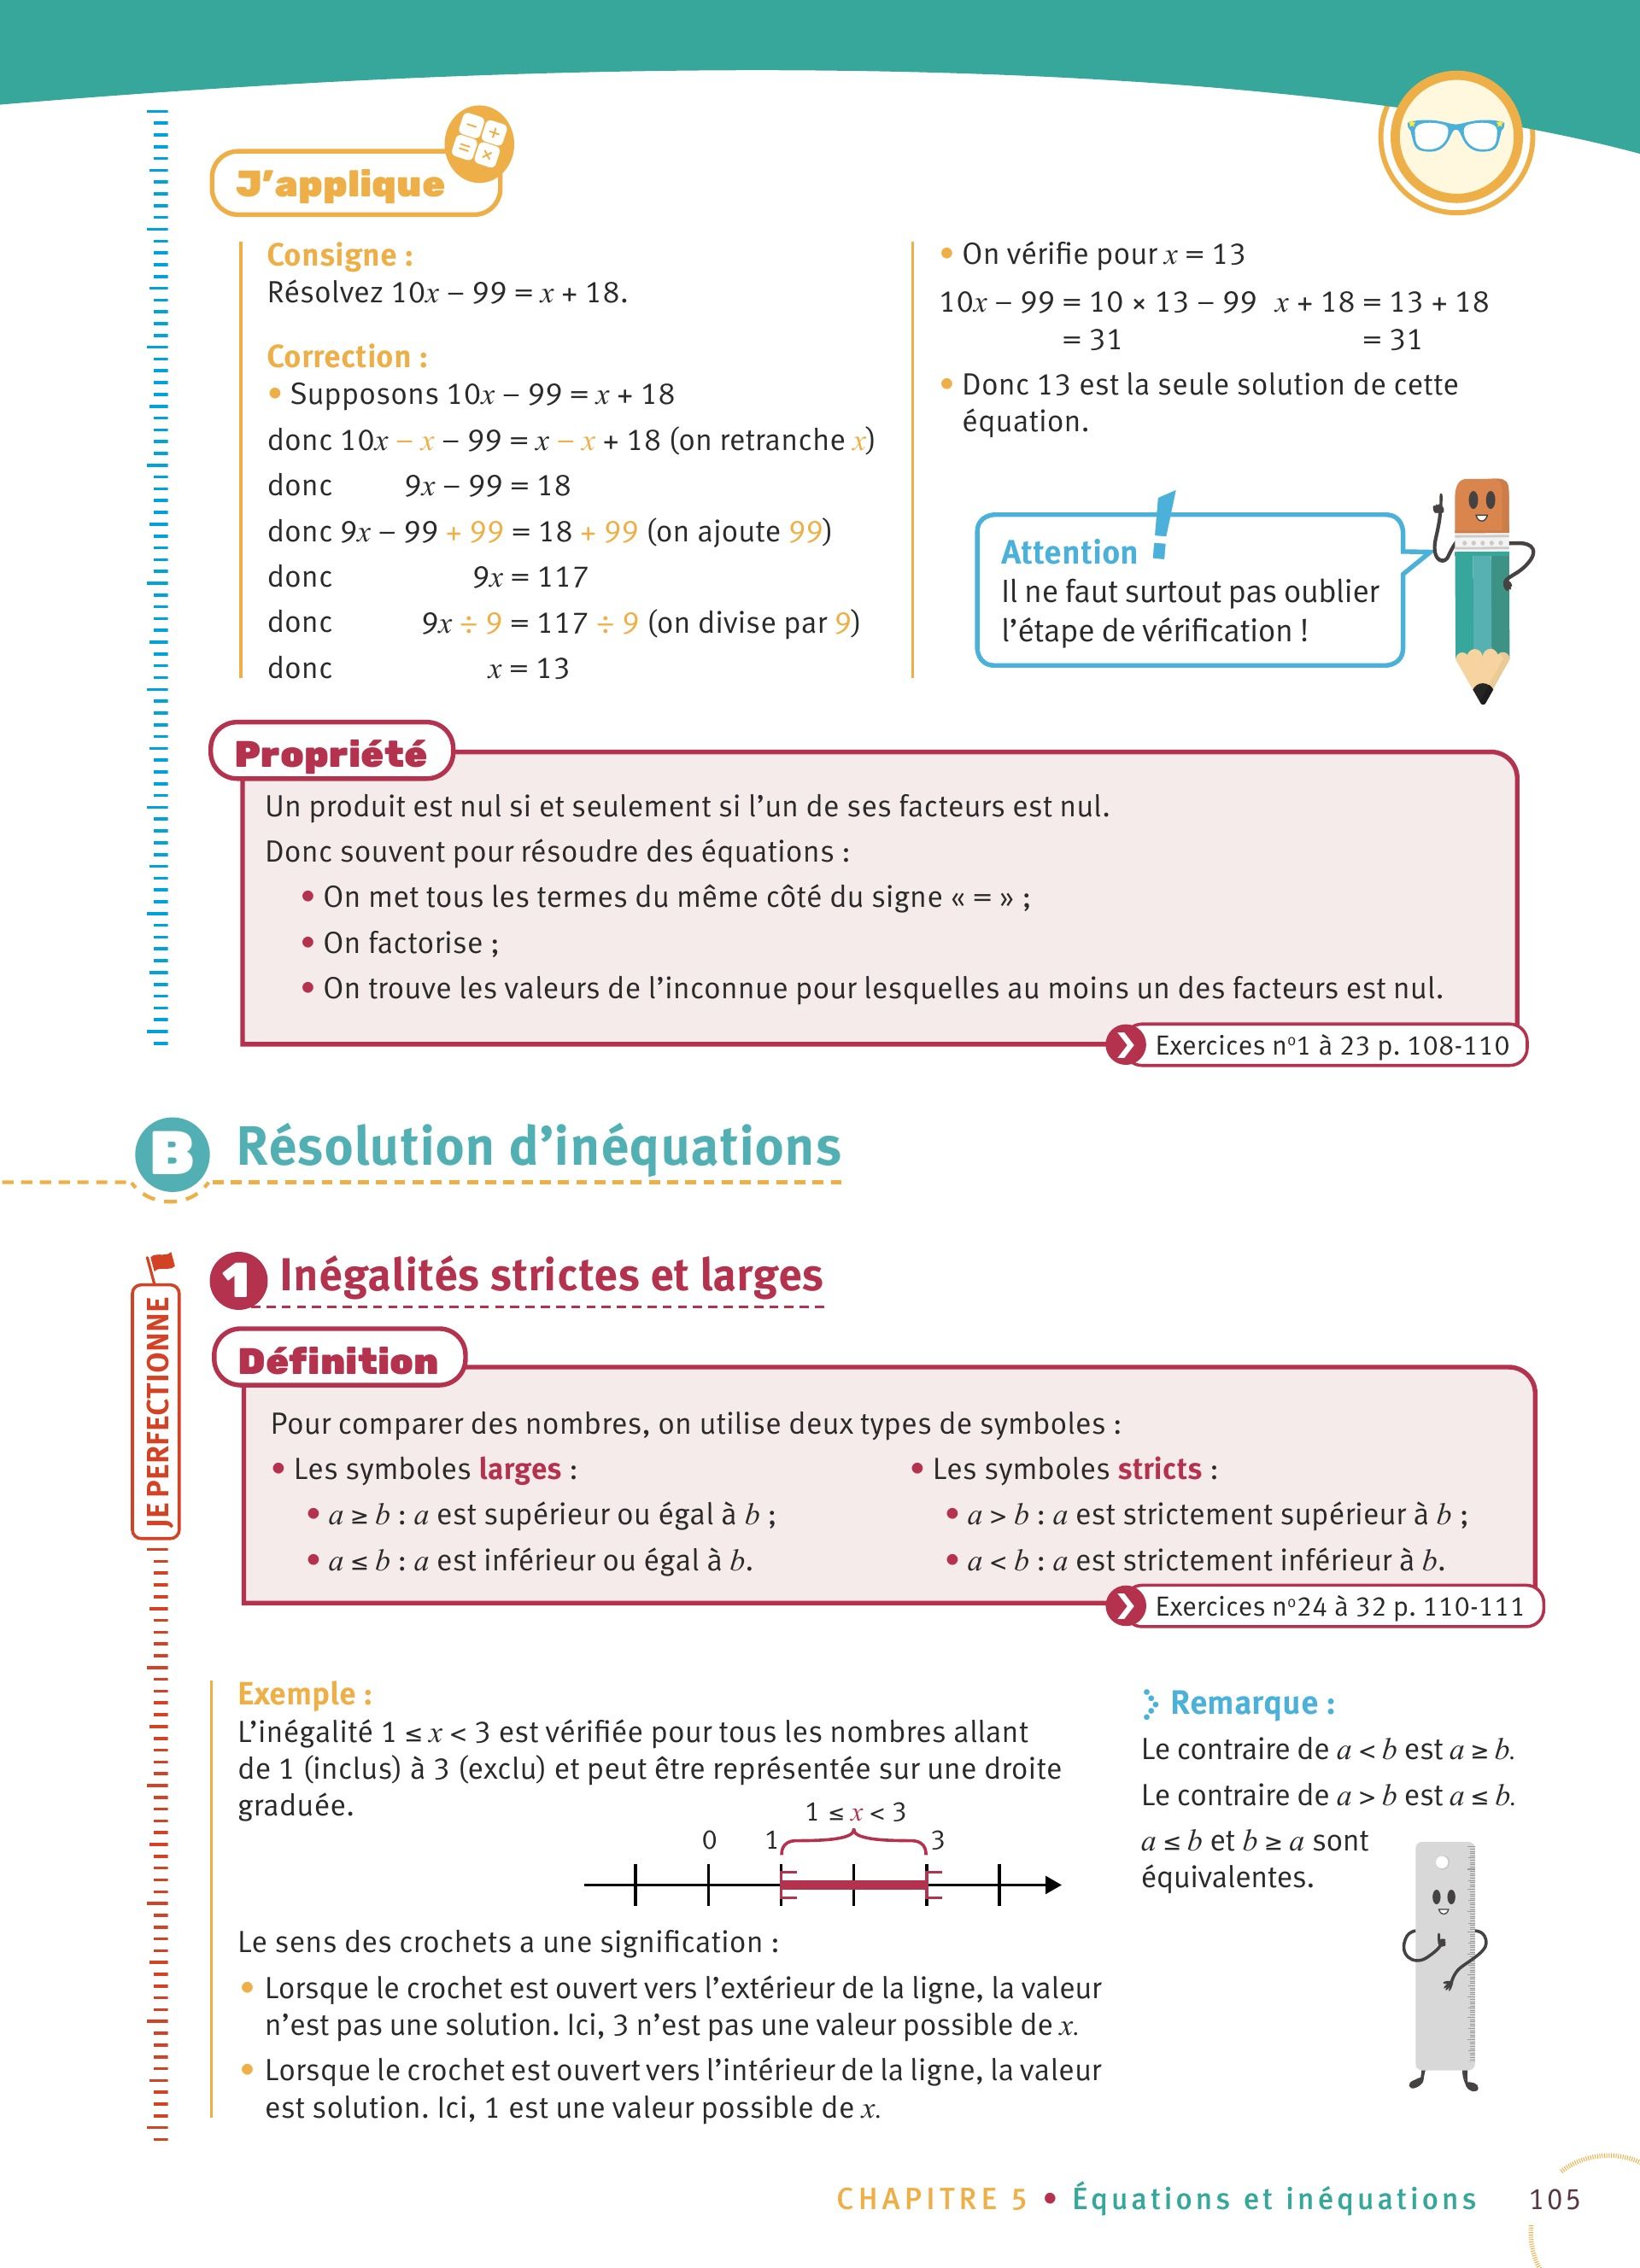 J'applique
Consigne :
Résolvez 10x – 99 = x + 18.
Correction :
• Supposons 10x – 99 = x + 18
donc 10x – x – 99 = x – x + 18 (on retranche x)
donc 9x – 99 = 18
donc 9x – 99 + 99 = 18 + 99 (on ajoute 99)
donc 9x = 117
donc 9x ÷ 9 = 117 ÷ 9 (on divise par 9)
donc x = 13
• On vérifie pour x = 13
10x – 99 = 10 × 13 – 99 x + 18 = 13 + 18
= 31 = 31
• Donc 13 est la seule solution de cette
équation.
Attention !
Il ne faut surtout pas oublier
l'étape de vérification !
Propriété
Un produit est nul si et seulement si l'un de ses facteurs est nul.
Donc souvent pour résoudre des équations :
• On met tous les termes du même côté du signe « = » ;
• On factorise ;
• On trouve les valeurs de l'inconnue pour lesquelles au moins un des facteurs est nul.
Exercices nº1 à 23 p. 108-110
B Résolution d'inéquations
JE PERFECTIONNE
1 Inégalités strictes et larges
Définition
Pour comparer des nombres, on utilise deux types de symboles :
• Les symboles larges :
• a ≥ b : a est supérieur ou égal à b ;
• a ≤ b : a est inférieur ou égal à b.
• Les symboles stricts :
• a > b : a est strictement supérieur à b ;
• a < b : a est strictement inférieur à b.
Exercices nº24 à 32 p. 110-111
Exemple :
L'inégalité 1 ≤ x < 3 est vérifiée pour tous les nombres allant
de 1 (inclus) à 3 (exclu) et peut être représentée sur une droite
graduée.
1 ≤ x < 3
0 1 3
Le sens des crochets a une signification :
• Lorsque le crochet est ouvert vers l'extérieur de la ligne, la valeur
n'est pas une solution. Ici, 3 n'est pas une valeur possible de x.
• Lorsque le crochet est ouvert vers l'intérieur de la ligne, la valeur
est solution. Ici, 1 est une valeur possible de x.
Remarque :
Le contraire de a < b est a ≥ b.
Le contraire de a > b est a ≤ b.
a ≤ b et b ≥ a sont
équivalentes.
CHAPITRE 5 • Équations et inéquations 105